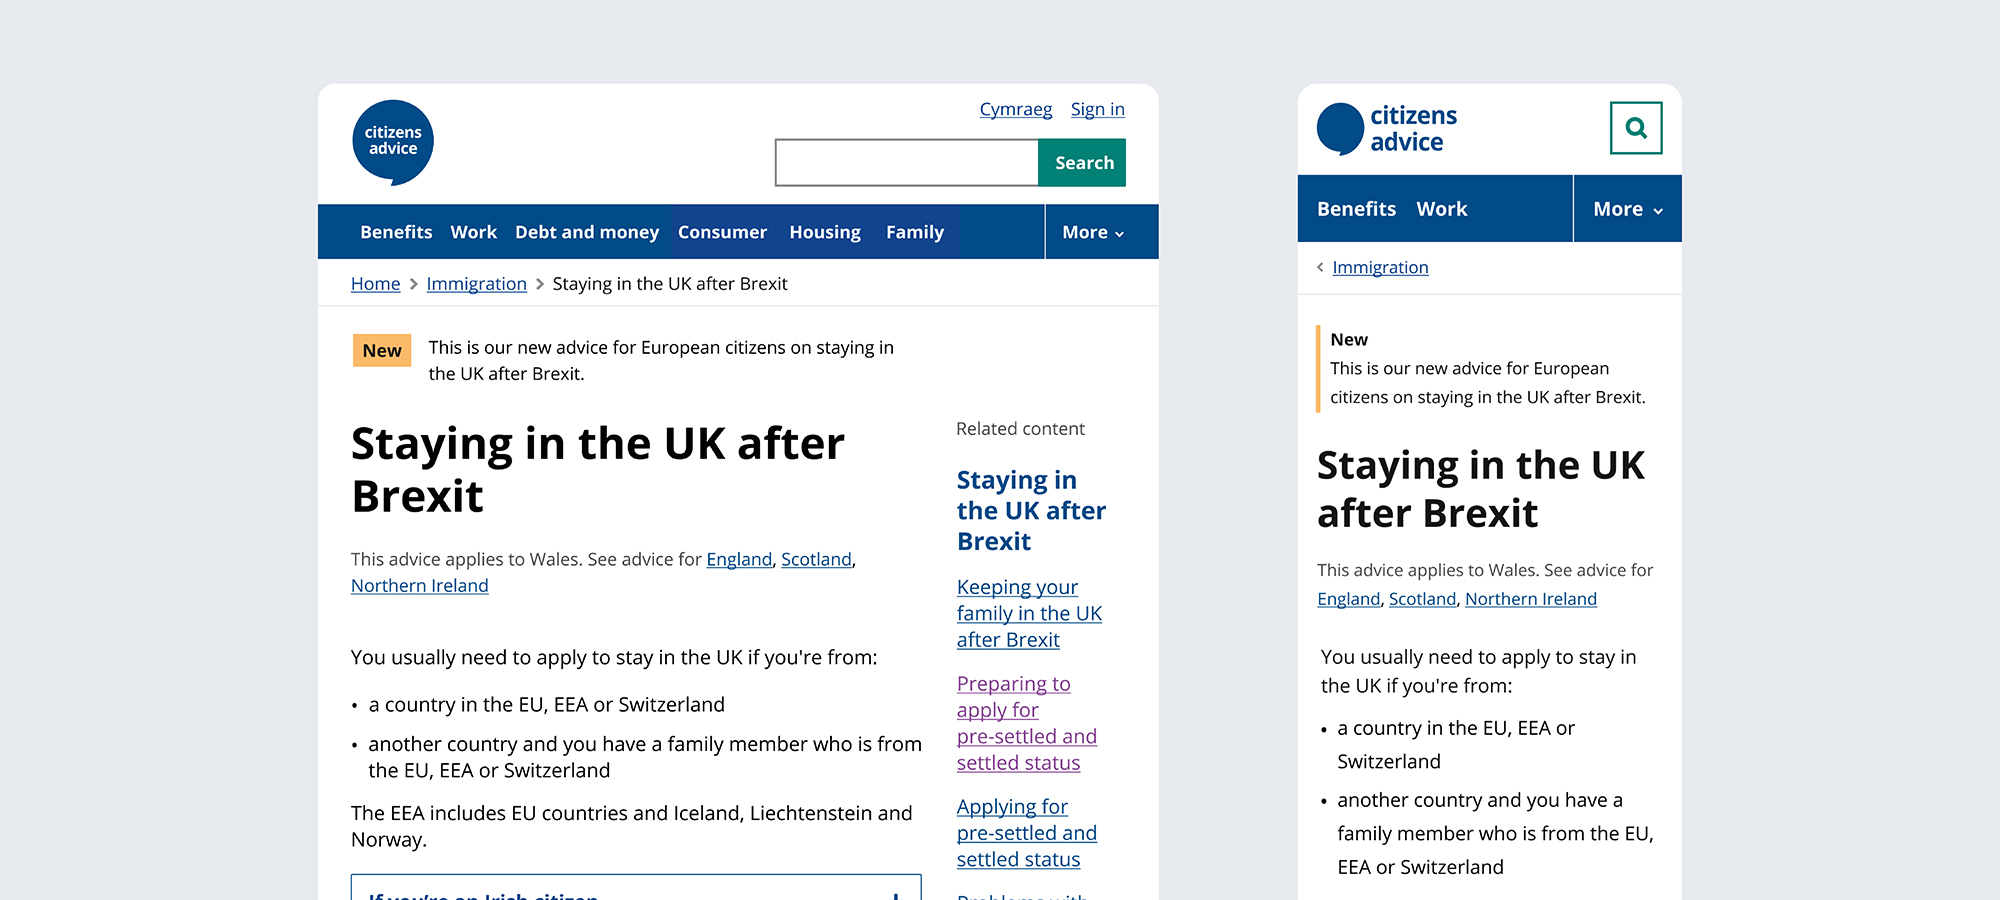 citizens
advice
Cymraeg Sign in
Search
Benefits Work Debt and money Consumer Housing Family More
Home Immigration Staying in the UK after Brexit
New
This is our new advice for European citizens on staying in
the UK after Brexit.
Staying in the UK after
Brexit
This advice applies to Wales. See advice for England, Scotland,
Northern Ireland
You usually need to apply to stay in the UK if you're from:
• a country in the EU, EEA or Switzerland
• another country and you have a family member who is from
the EU, EEA or Switzerland
The EEA includes EU countries and Iceland, Liechtenstein and
Norway.
If you're an Irish citizen
Related content
Staying in
the UK after
Brexit
Keeping your
family in the UK
after Brexit
Preparing to
apply for
pre-settled and
settled status
Applying for
pre-settled and
settled status
Problems with
citizens
advice
Benefits Work More
Immigration
New
This is our new advice for European
citizens on staying in the UK after Brexit.
Staying in the UK
after Brexit
This advice applies to Wales. See advice for
England, Scotland, Northern Ireland
You usually need to apply to stay in
the UK if you're from:
• a country in the EU, EEA or
Switzerland
• another country and you have a
family member who is from the EU,
EEA or Switzerland